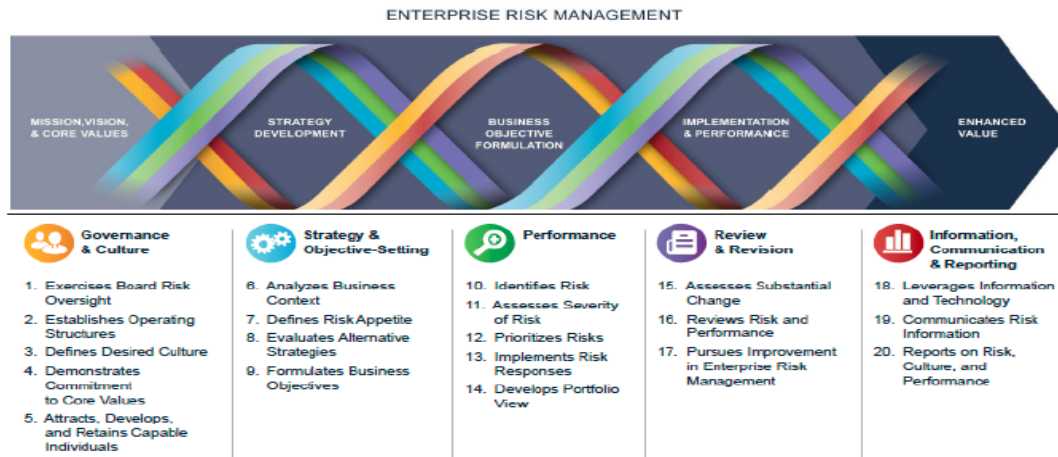 ENTERPRISE RISK MANAGEMENT
MISSION, VISION,
& CORE VALUES
STRATEGY
DEVELOPMENT
BUSINESS
OBJECTIVE
FORMULATION
IMPLEMENTATION
& PERFORMANCE
ENHANCED
VALUE
Governance
& Culture
1. Exercises Board Risk
Oversight
2. Establishes Operating
Structures
3. Defines Desired Culture
4. Demonstrates
Commitment
to Core Values
5. Attracts, Develops,
and Retains Capable
Individuals
Strategy &
Objective-Setting
6. Analyzes Business
Context
7. Defines Risk Appetite
8. Evaluates Alternative
Strategies
9. Formulates Business
Objectives
Performance
10. Identifies Risk
11. Assesses Severity
of Risk
12. Prioritizes Risks
13. Implements Risk
Responses
14. Develops Portfolio
View
Review
& Revision
15. Assesses Substantial
Change
16. Reviews Risk and
Performance
17. Pursues Improvement
in Enterprise Risk
Management
Information,
Communication
& Reporting
18. Leverages Information
and Technology
19. Communicates Risk
Information
20. Reports on Risk,
Culture, and
Performance